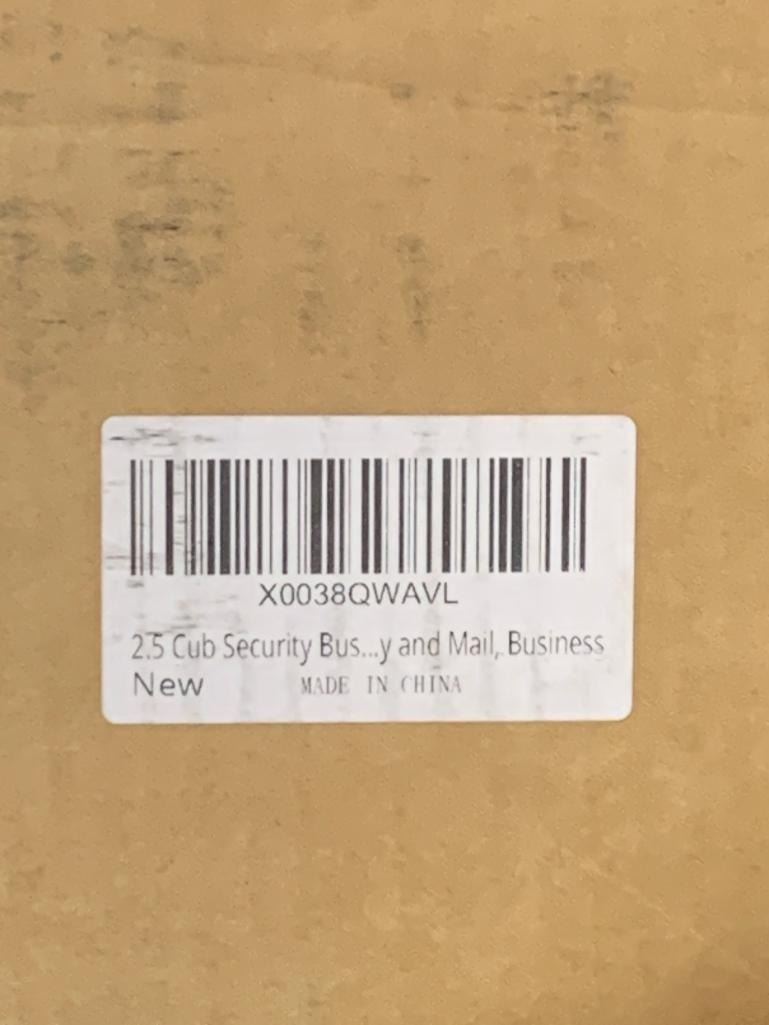 X0038QWAVL
2.5 Cub Security Bus...y and Mail, Business
New MADE IN CHINA